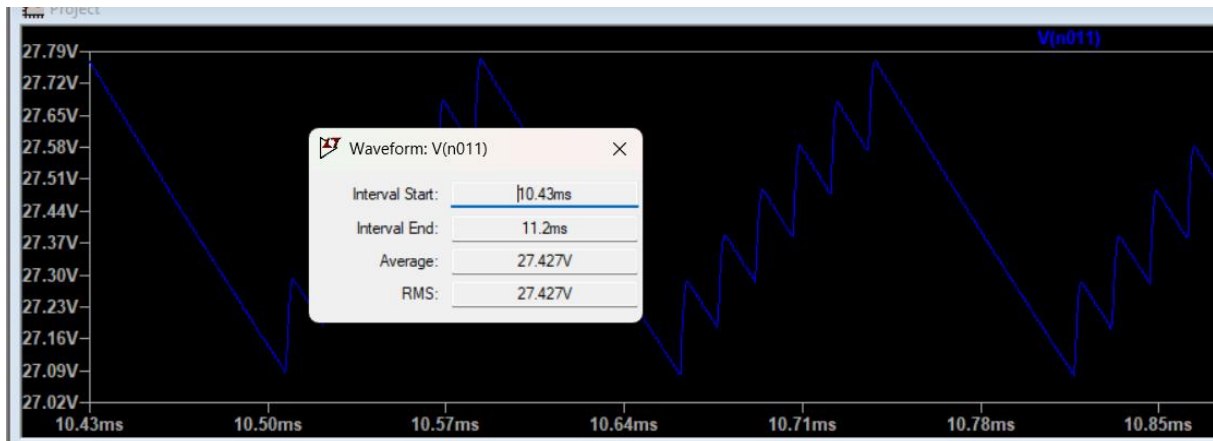 Project
V(n011)
27.79V
27.72V
27.65V
27.58V
27.51V
27.44V
27.37V
27.30V
27.23V
27.16V
27.09V
27.02V
Waveform: V(n011)
Interval Start: 10.43ms
Interval End: 11.2ms
Average: 27.427V
RMS: 27.427V
10.43ms 10.50ms 10.57ms 10.64ms 10.71ms 10.78ms 10.85ms